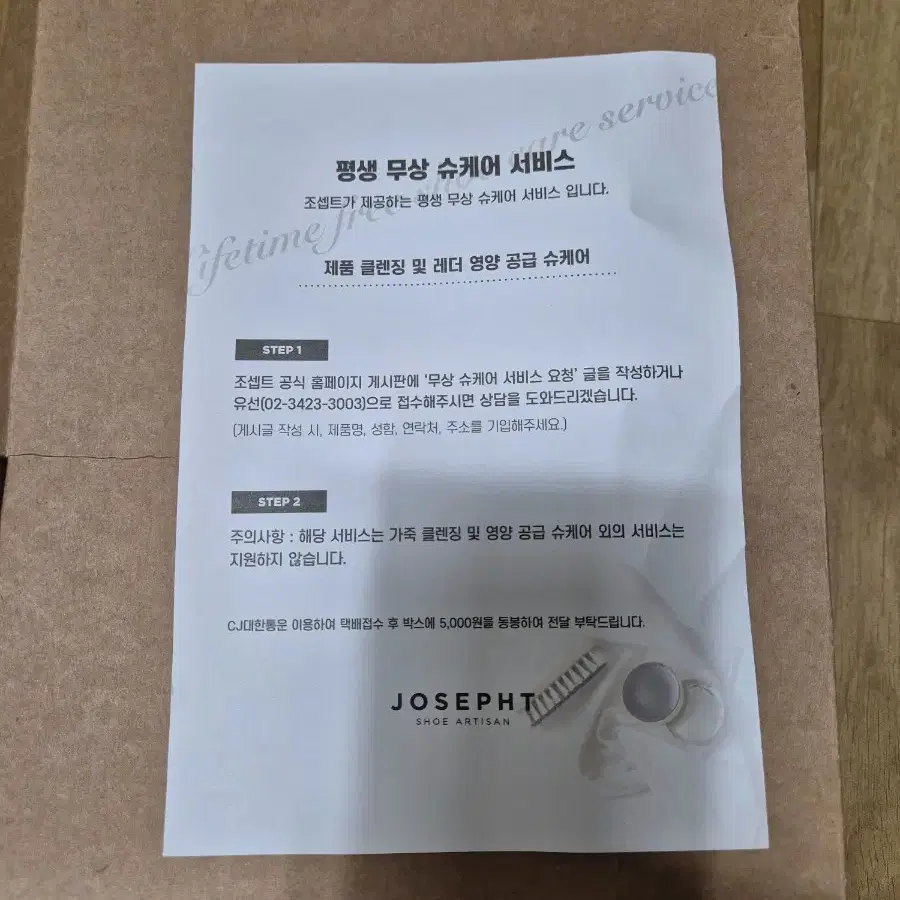 Lifetime free shoe care service
평생 무상 슈케어 서비스
조셉트가 제공하는 평생 무상 슈케어 서비스 입니다.
제품 클렌징 및 레더 영양 공급 슈케어
STEP 1
조셉트 공식 홈페이지 게시판에 '무상 슈케어 서비스 요청' 글을 작성하거나
유선(02-3423-3003)으로 접수해주시면 상담을 도와드리겠습니다.
(게시글 작성 시, 제품명, 성함, 연락처, 주소를 기입해주세요.)
STEP 2
주의사항 : 해당 서비스는 가죽 클렌징 및 영양 공급 슈케어 외의 서비스는
지원하지 않습니다.
CJ대한통운 이용하여 택배접수 후 박스에 5,000원을 동봉하여 전달 부탁드립니다.
JOSEPHT
SHOE ARTISAN